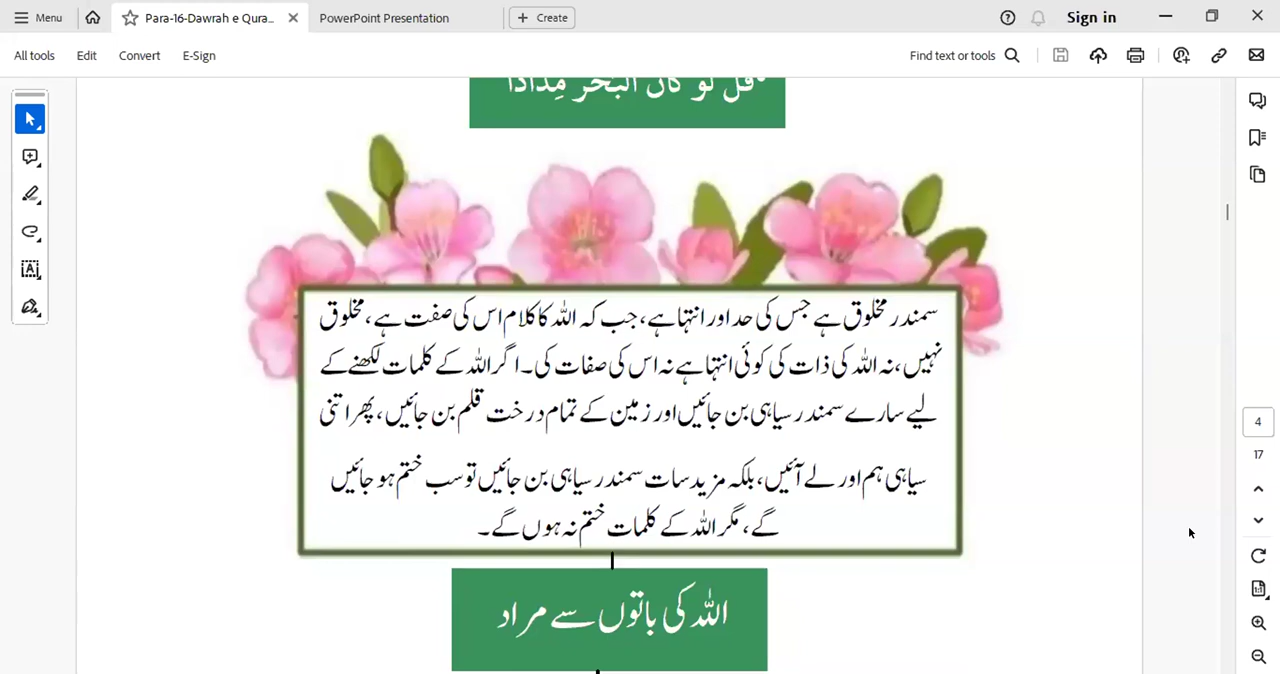 Menu
Para-16-Dawrah e Qura...
PowerPoint Presentation
Create
Sign in
All tools
Edit
Convert
E-Sign
Find text or tools
قُل لَّوْ كَانَ الْبَحْرُ مِدَادًا
سمندر مخلوق ہے جس کی حد اور انتہا ہے، جب کہ اللہ کا کلام اس کی صفت ہے، مخلوق
نہیں، نہ اللہ کی ذات کی کوئی انتہا ہے نہ اس کی صفات کی۔ اگر اللہ کے کلمات لکھنے کے
لیے سارے سمندر سیاہی بن جائیں اور زمین کے تمام درخت قلم بن جائیں، پھر اتنی
سیاہی ہم اور لے آئیں، بلکہ مزید سات سمندر سیاہی بن جائیں تو سب ختم ہو جائیں
گے، مگر اللہ کے کلمات ختم نہ ہوں گے۔
اللہ کی باتوں سے مراد
4
17